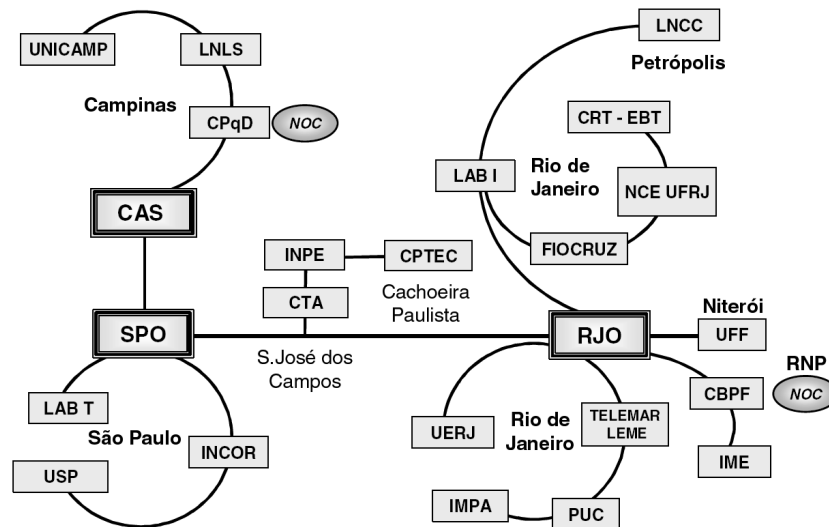 LNCC
UNICAMP
LNLS
Petrópolis
Campinas
CPqD
NOC
CRT - EBT
LAB I
Rio de
Janeiro
NCE UFRJ
CAS
INPE
CPTEC
FIOCRUZ
CTA
Cachoeira
Paulista
Niterói
SPO
RJO
UFF
S.José dos
Campos
RNP
LAB T
CBPF
NOC
São Paulo
INCOR
UERJ
Rio de
Janeiro
TELEMAR
LEME
USP
IME
IMPA
PUC